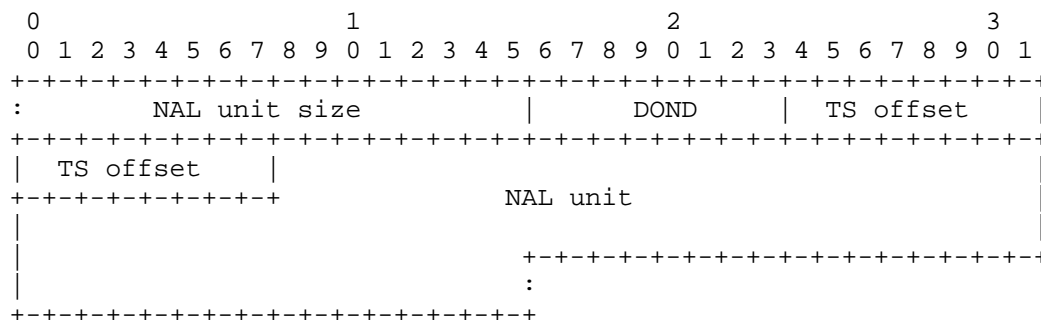 0                   1                   2                   3
0 1 2 3 4 5 6 7 8 9 0 1 2 3 4 5 6 7 8 9 0 1 2 3 4 5 6 7 8 9 0 1
+-+-+-+-+-+-+-+-+-+-+-+-+-+-+-+-+-+-+-+-+-+-+-+-+-+-+-+-+-+-+-+-+
:        NAL unit size          |      DOND     |  TS offset    |
+-+-+-+-+-+-+-+-+-+-+-+-+-+-+-+-+-+-+-+-+-+-+-+-+-+-+-+-+-+-+-+-+
|  TS offset    |                                               |
+-+-+-+-+-+-+-+-+              NAL unit                         |
|                                                               |
|                               +-+-+-+-+-+-+-+-+-+-+-+-+-+-+-+-+
|                               :
+-+-+-+-+-+-+-+-+-+-+-+-+-+-+-+-+